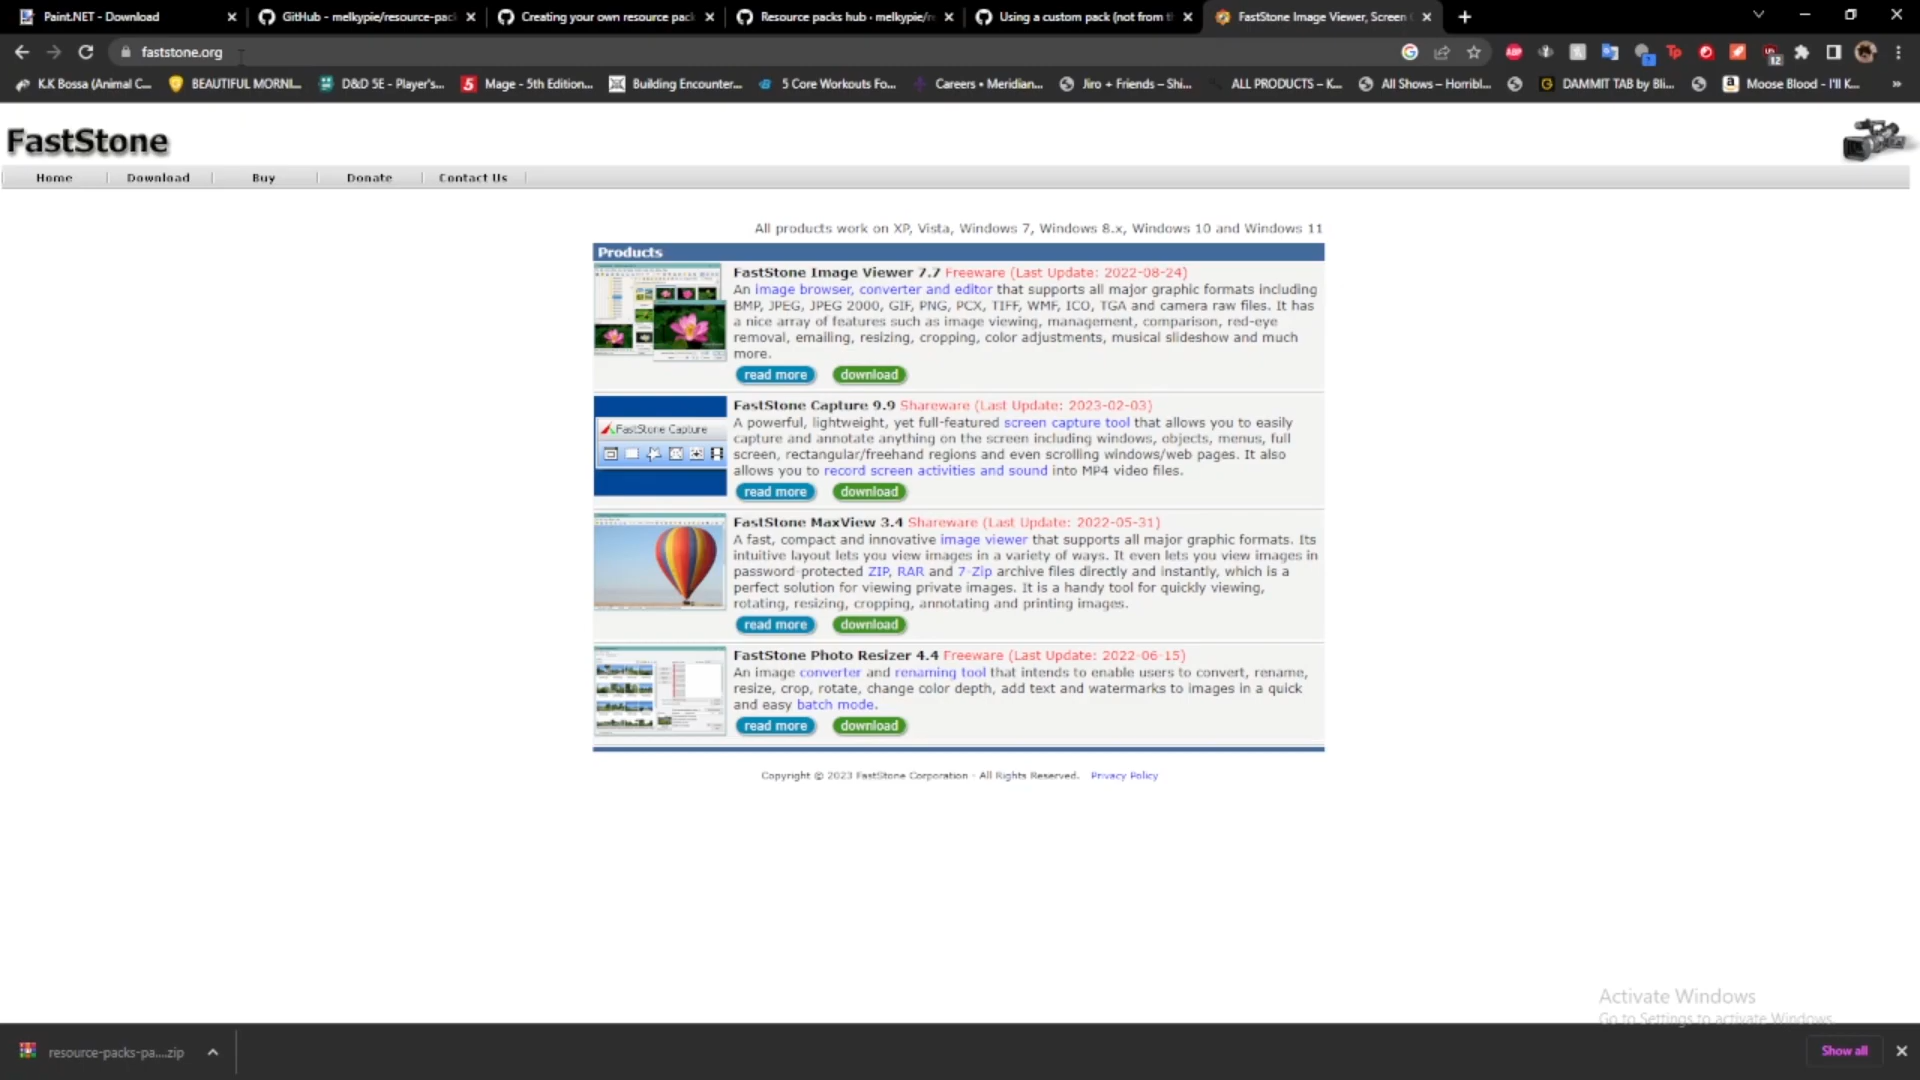 Paint.NET - Download
GitHub - melkypie/resource-pac
Creating your own resource pac
Resource packs hub · melkypie/re
Using a custom pack (not from t
FastStone Image Viewer, Screen C
faststone.org
K.K Bossa (Animal C...
BEAUTIFUL MORNI...
D&D 5E - Player's...
Mage - 5th Edition...
Building Encounter...
5 Core Workouts Fo...
Careers • Meridian...
Jiro + Friends – Shi...
ALL PRODUCTS – K...
All Shows – Horribl...
DAMMIT TAB by Bli...
Moose Blood - I'll K...
FastStone
Home
Download
Buy
Donate
Contact Us
All products work on XP, Vista, Windows 7, Windows 8.x, Windows 10 and Windows 11
Products
FastStone Image Viewer 7.7 Freeware (Last Update: 2022-08-24)
An image browser, converter and editor that supports all major graphic formats including
BMP, JPEG, JPEG 2000, GIF, PNG, PCX, TIFF, WMF, ICO, TGA and camera raw files. It has
a nice array of features such as image viewing, management, comparison, red-eye
removal, emailing, resizing, cropping, color adjustments, musical slideshow and much
more.
read more
download
FastStone Capture
FastStone Capture 9.9 Shareware (Last Update: 2023-02-03)
A powerful, lightweight, yet full-featured screen capture tool that allows you to easily
capture and annotate anything on the screen including windows, objects, menus, full
screen, rectangular/freehand regions and even scrolling windows/web pages. It also
allows you to record screen activities and sound into MP4 video files.
read more
download
FastStone MaxView 3.4 Shareware (Last Update: 2022-05-31)
A fast, compact and innovative image viewer that supports all major graphic formats. Its
intuitive layout lets you view images in a variety of ways. It even lets you view images in
password-protected ZIP, RAR and 7-Zip archive files directly and instantly, which is a
perfect solution for viewing private images. It is a handy tool for quickly viewing,
rotating, resizing, cropping, annotating and printing images.
read more
download
FastStone Photo Resizer 4.4 Freeware (Last Update: 2022-06-15)
An image converter and renaming tool that intends to enable users to convert, rename,
resize, crop, rotate, change color depth, add text and watermarks to images in a quick
and easy batch mode.
read more
download
Copyright © 2023 FastStone Corporation - All Rights Reserved. Privacy Policy
Activate Windows
Go to Settings to activate Windows.
resource-packs-pa....zip
Show all